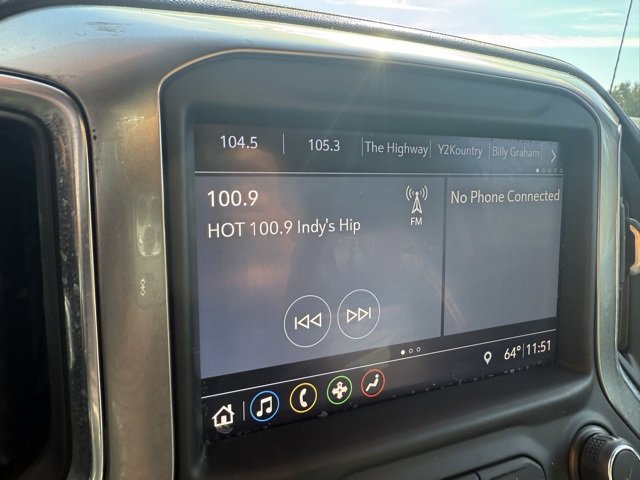 104.5 105.3 The Highway Y2Kountry Billy Graham
100.9
FM
HOT 100.9 Indy's Hip
No Phone Connected
64° 11:51